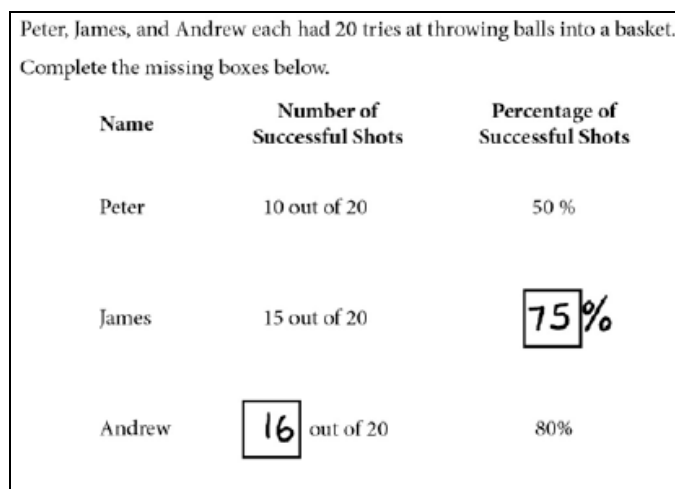 Peter, James, and Andrew each had 20 tries at throwing balls into a basket.
Complete the missing boxes below.
Name Number of Successful Shots Percentage of Successful Shots
Peter 10 out of 20 50 %
James 15 out of 20 75%
Andrew 16 out of 20 80%